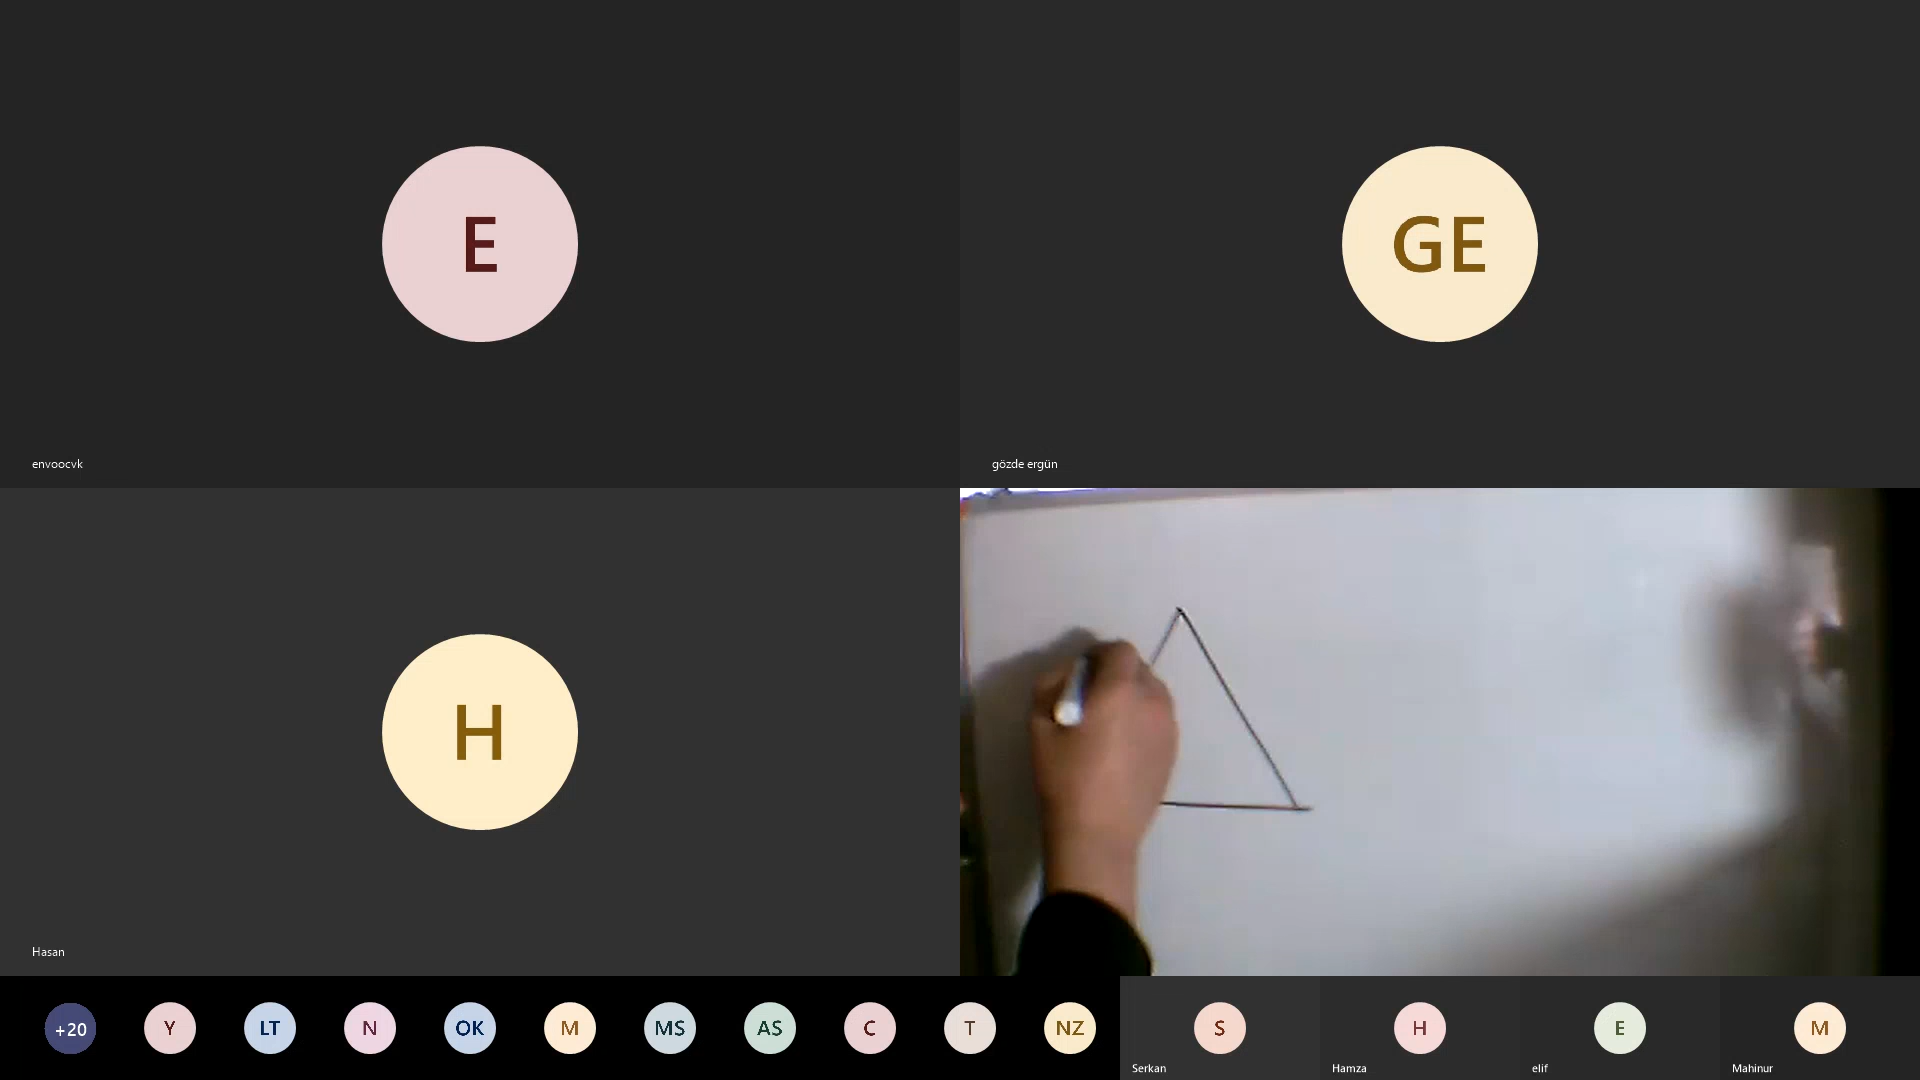 E
envoocvk
GE
gözde ergün
H
Hasan
+20
Y
LT
N
OK
M
MS
AS
C
T
NZ
S
Serkan
H
Hamza
E
elif
M
Mahinur